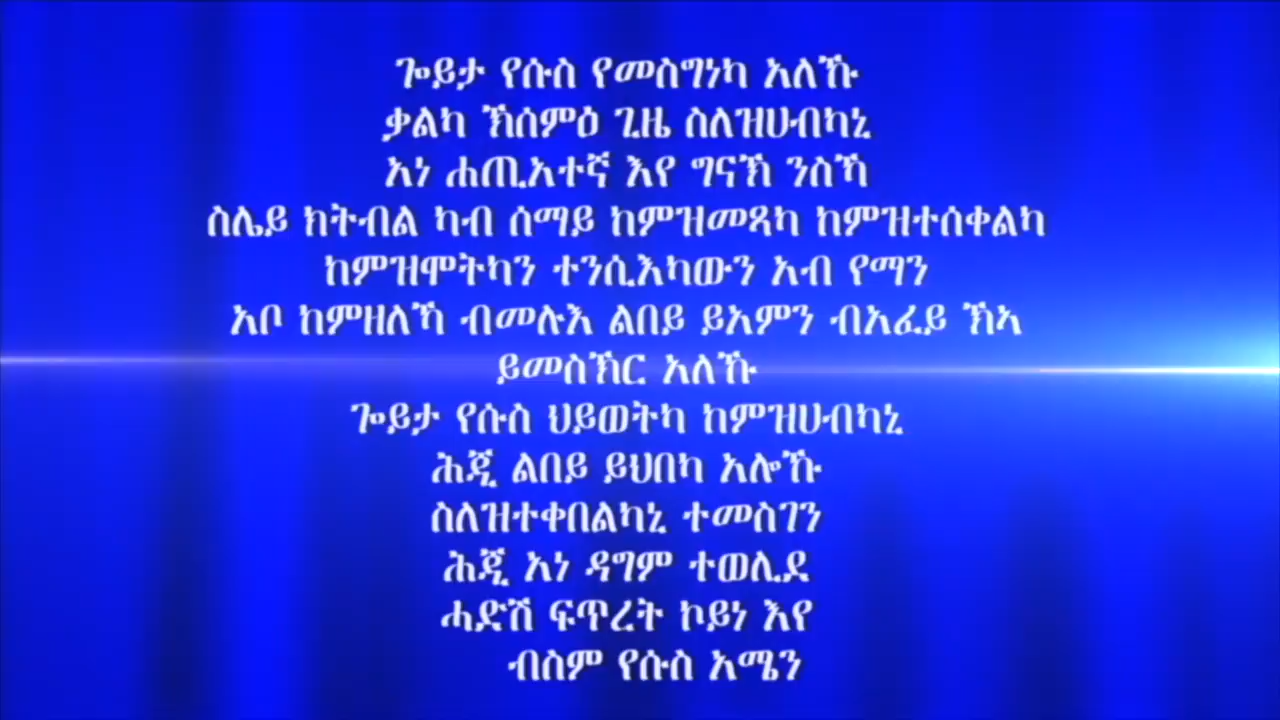 ጐይታ የሱስ የመስግነካ አለኹ
ቃልካ ኽሰምዕ ጊዜ ስለዝሀብካኒ
አነ ሐጢአተኛ እየ ግናኽ ንስኻ
ስሌይ ክትብል ካብ ሰማይ ከምዝመጻካ ከምዝተሰቀልካ
ከምዝሞትካን ተንሲእካውን አብ የማን
አቦ ከምዘለኻ ብመሉእ ልበይ ይአምን ብአፈይ ኽኣ
ይመስኽር አለኹ
ጐይታ የሱስ ህይወትካ ከምዝሀብካኒ
ሕጂ ልበይ ይህበካ አሎኹ
ስለዝተቀበልካኒ ተመስገን
ሕጂ አነ ዳግም ተወሊደ
ሓድሽ ፍጥረት ኮይነ እየ
ብስም የሱስ አሜን